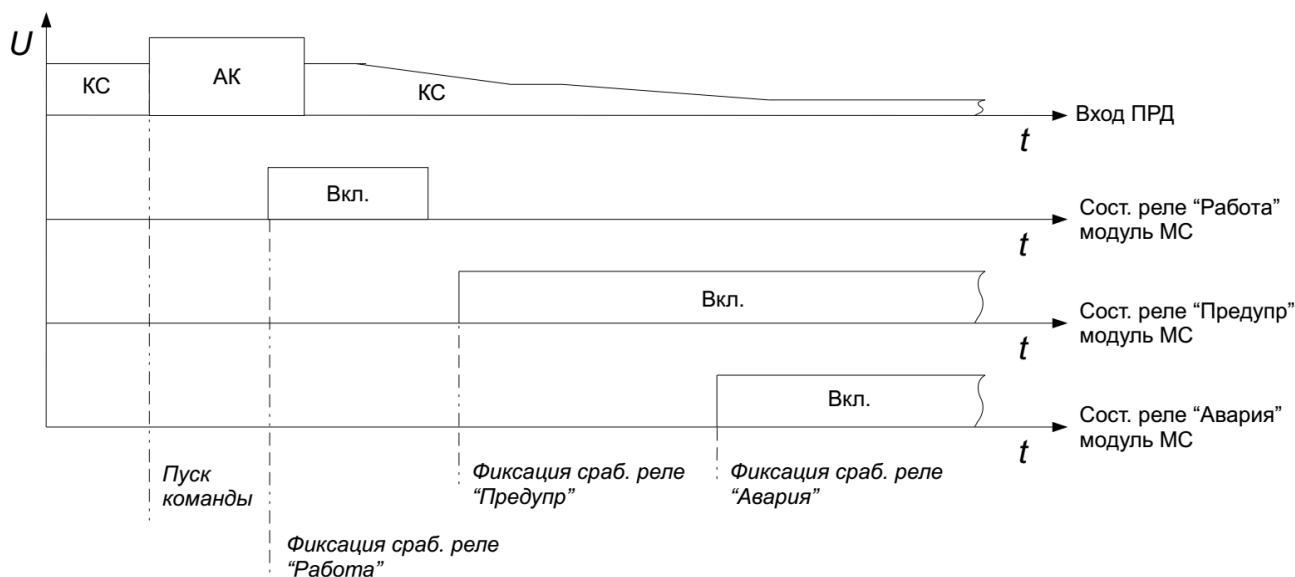 U
КС
АК
КС
t
Вход ПРД
Вкл.
t
Сост. реле “Работа”
модуль МС
Вкл.
t
Сост. реле “Предупр”
модуль МС
Вкл.
t
Сост. реле “Авария”
модуль МС
Пуск
команды
Фиксация сраб. реле
“Предупр”
Фиксация сраб. реле
“Авария”
Фиксация сраб. реле
“Работа”